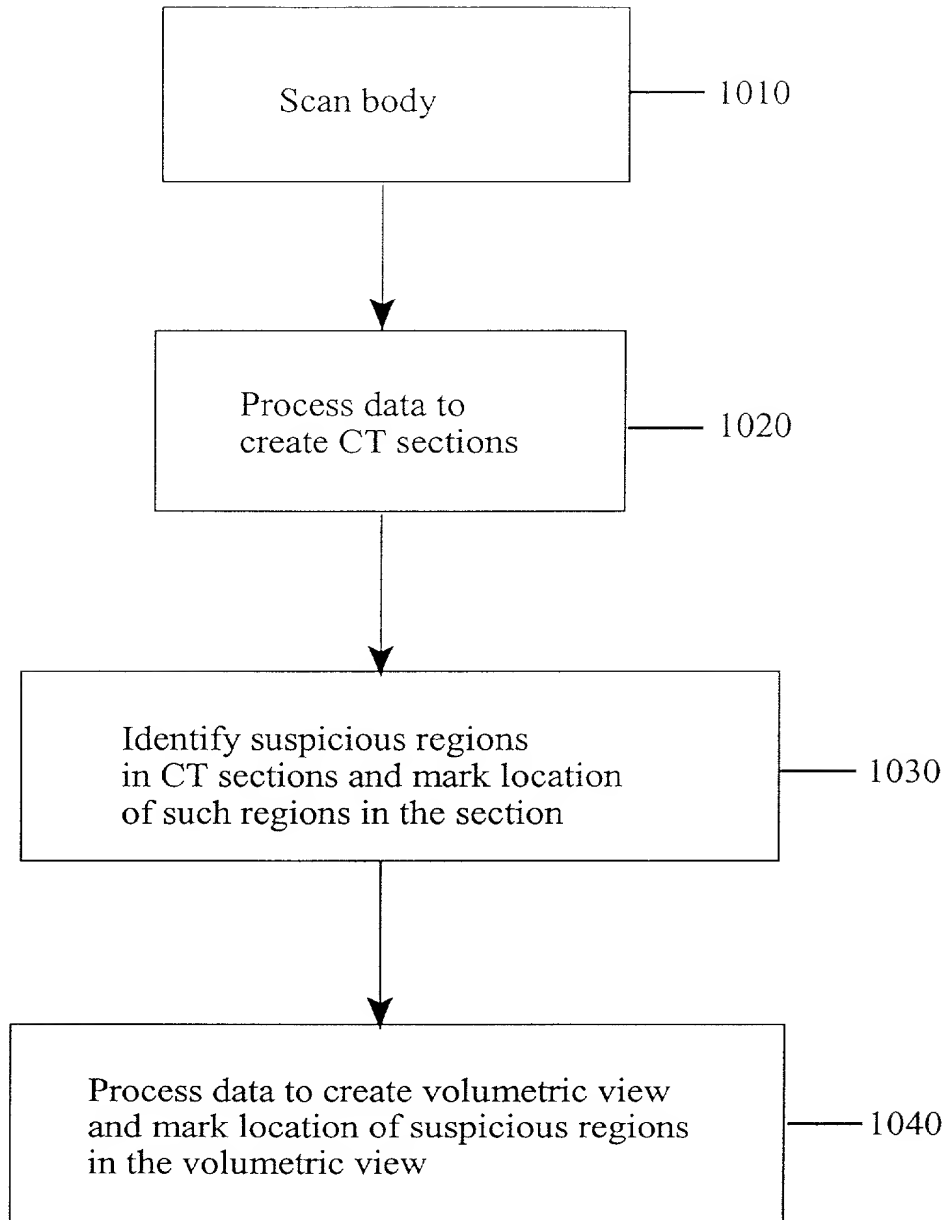 Scan body
1010
Process data to
create CT sections
1020
Identify suspicious regions
in CT sections and mark location
of such regions in the section
1030
Process data to create volumetric view
and mark location of suspicious regions
in the volumetric view
1040